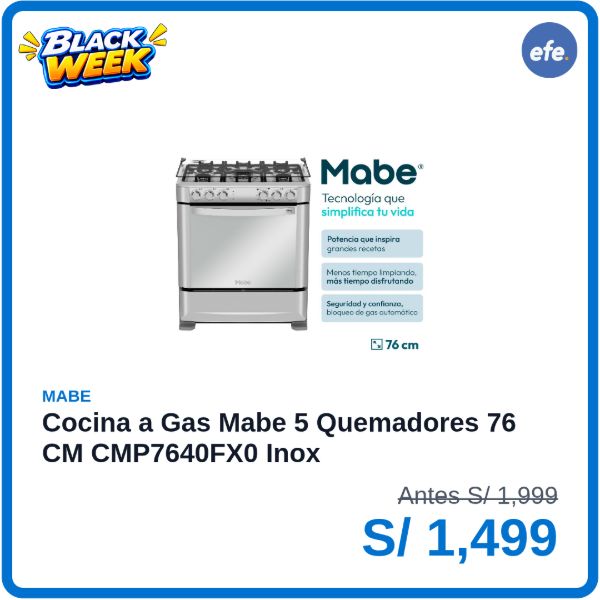 BLACK
WEEK
efe.
Mabe®
Tecnología que
simplifica tu vida
Potencia que inspira
grandes recetas
Menos tiempo limpiando,
más tiempo disfrutando
Seguridad y confianza,
bloqueo de gas automático
76 cm
Mabe
MABE
Cocina a Gas Mabe 5 Quemadores 76
CM CMP7640FX0 Inox
Antes S/ 1,999
S/ 1,499